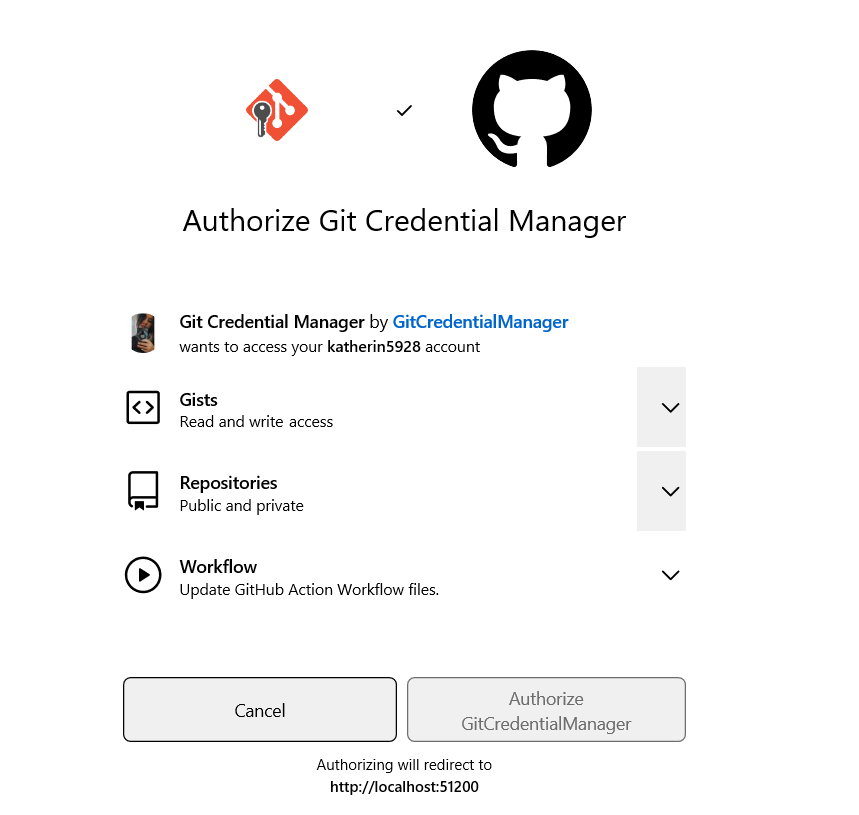 Authorize Git Credential Manager
Git Credential Manager by GitCredentialManager
wants to access your katherin5928 account
Gists
Read and write access
Repositories
Public and private
Workflow
Update GitHub Action Workflow files.
Cancel
Authorize
GitCredentialManager
Authorizing will redirect to
http://localhost:51200